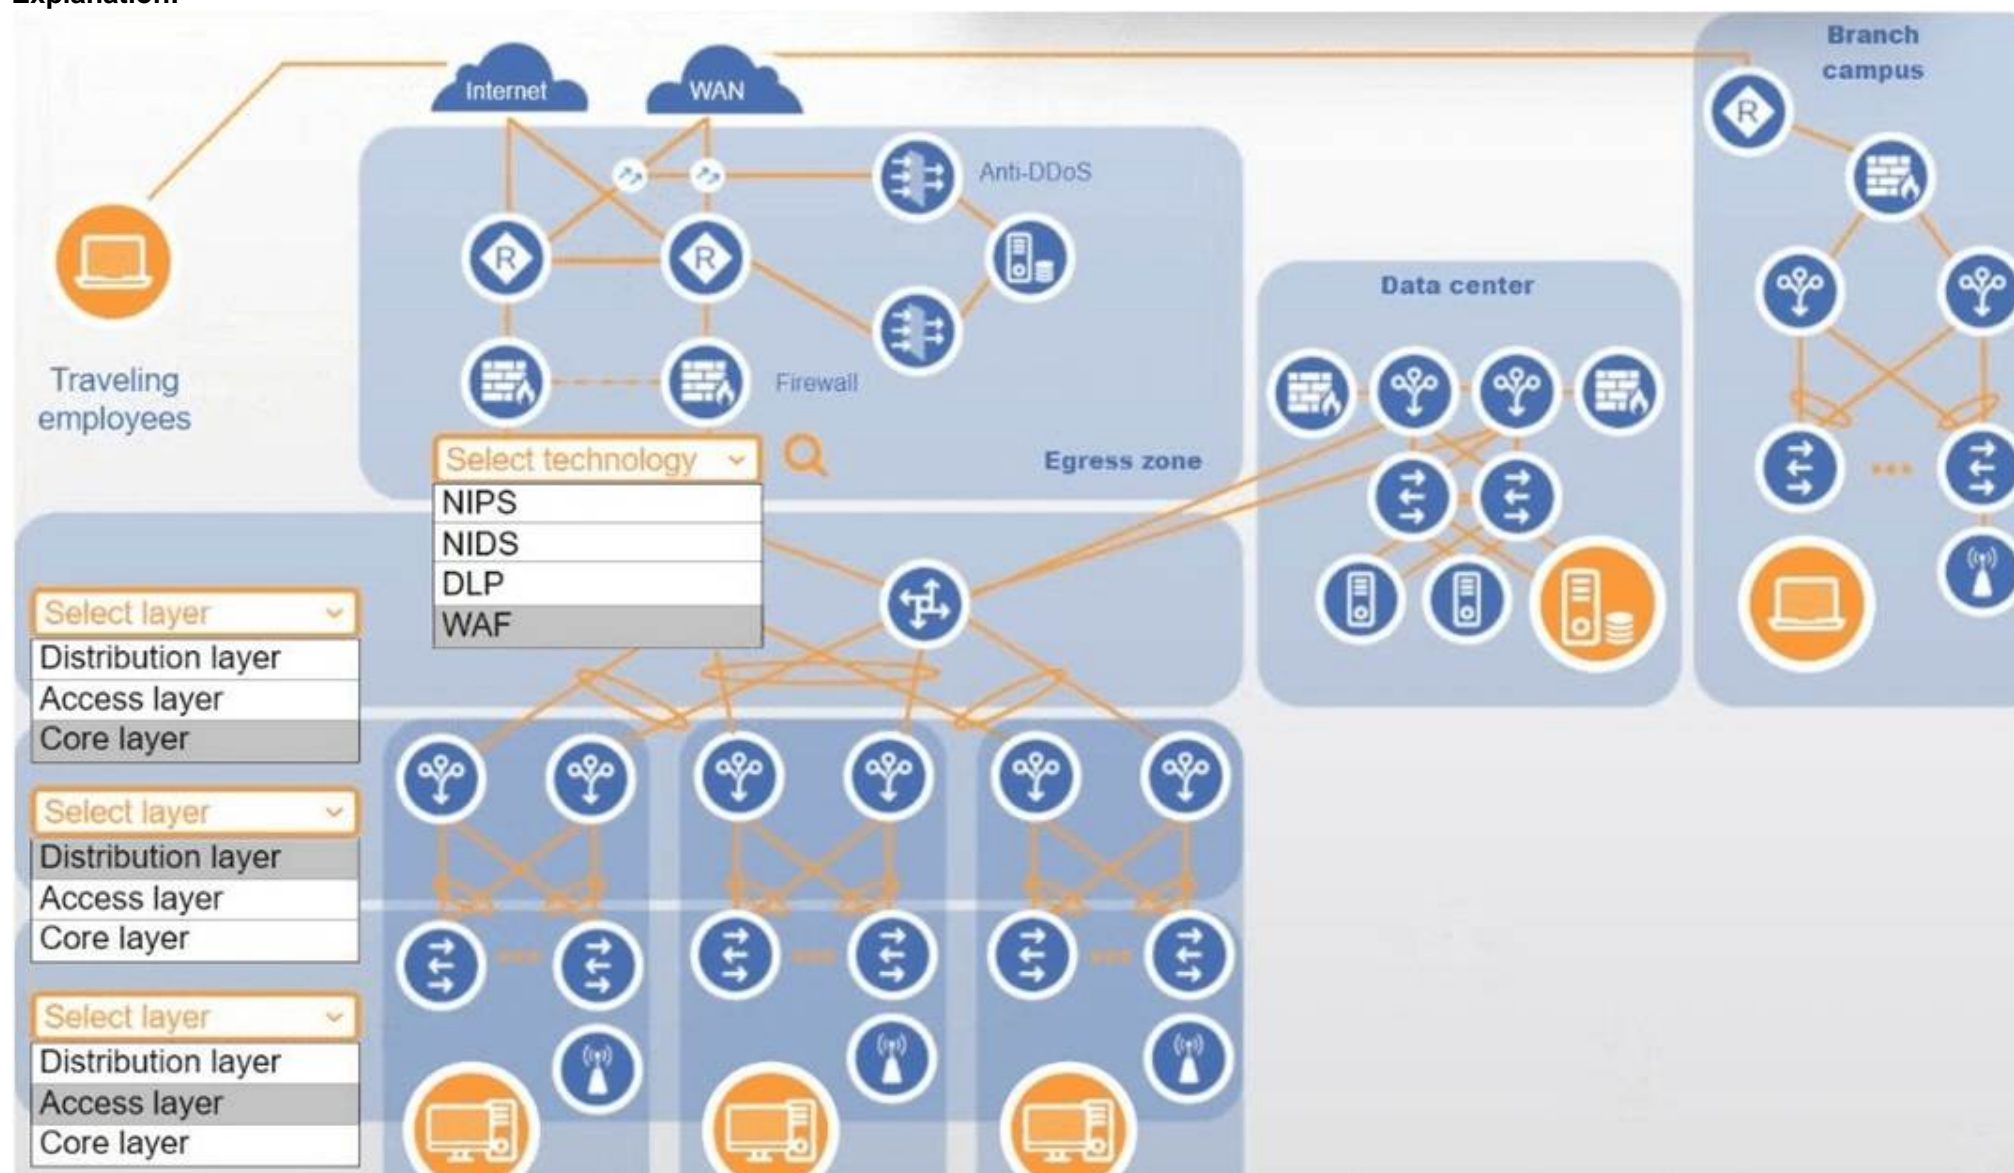 Explanation:
Internet
WAN
Branch
campus
R
Anti-DDoS
R
R
Data center
Traveling
employees
Firewall
Select technology
Egress zone
NIPS
NIDS
DLP
WAF
Select layer
Distribution layer
Access layer
Core layer
Select layer
Distribution layer
Access layer
Core layer
Select layer
Distribution layer
Access layer
Core layer